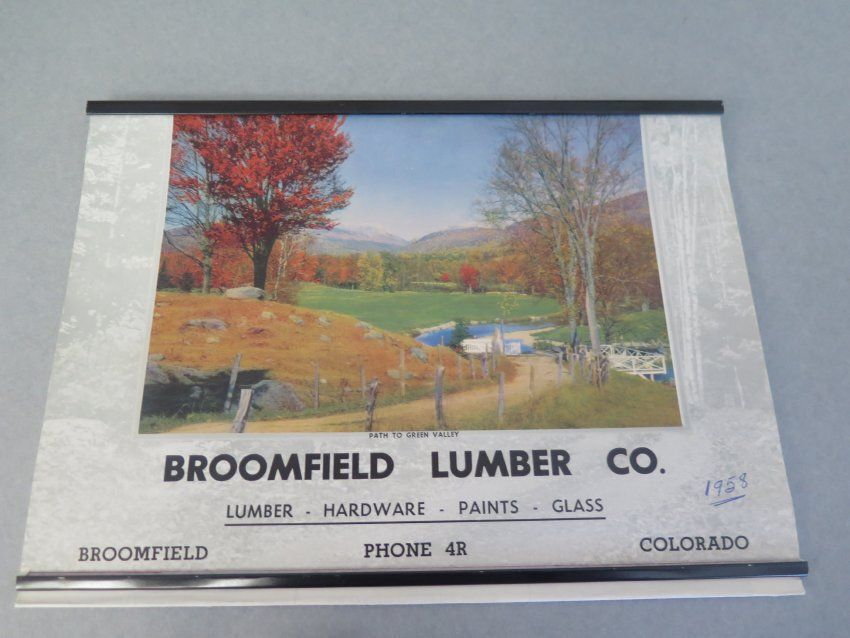 PATH TO GREEN VALLEY
BROOMFIELD LUMBER CO.
1958
LUMBER - HARDWARE - PAINTS - GLASS
BROOMFIELD PHONE 4R COLORADO